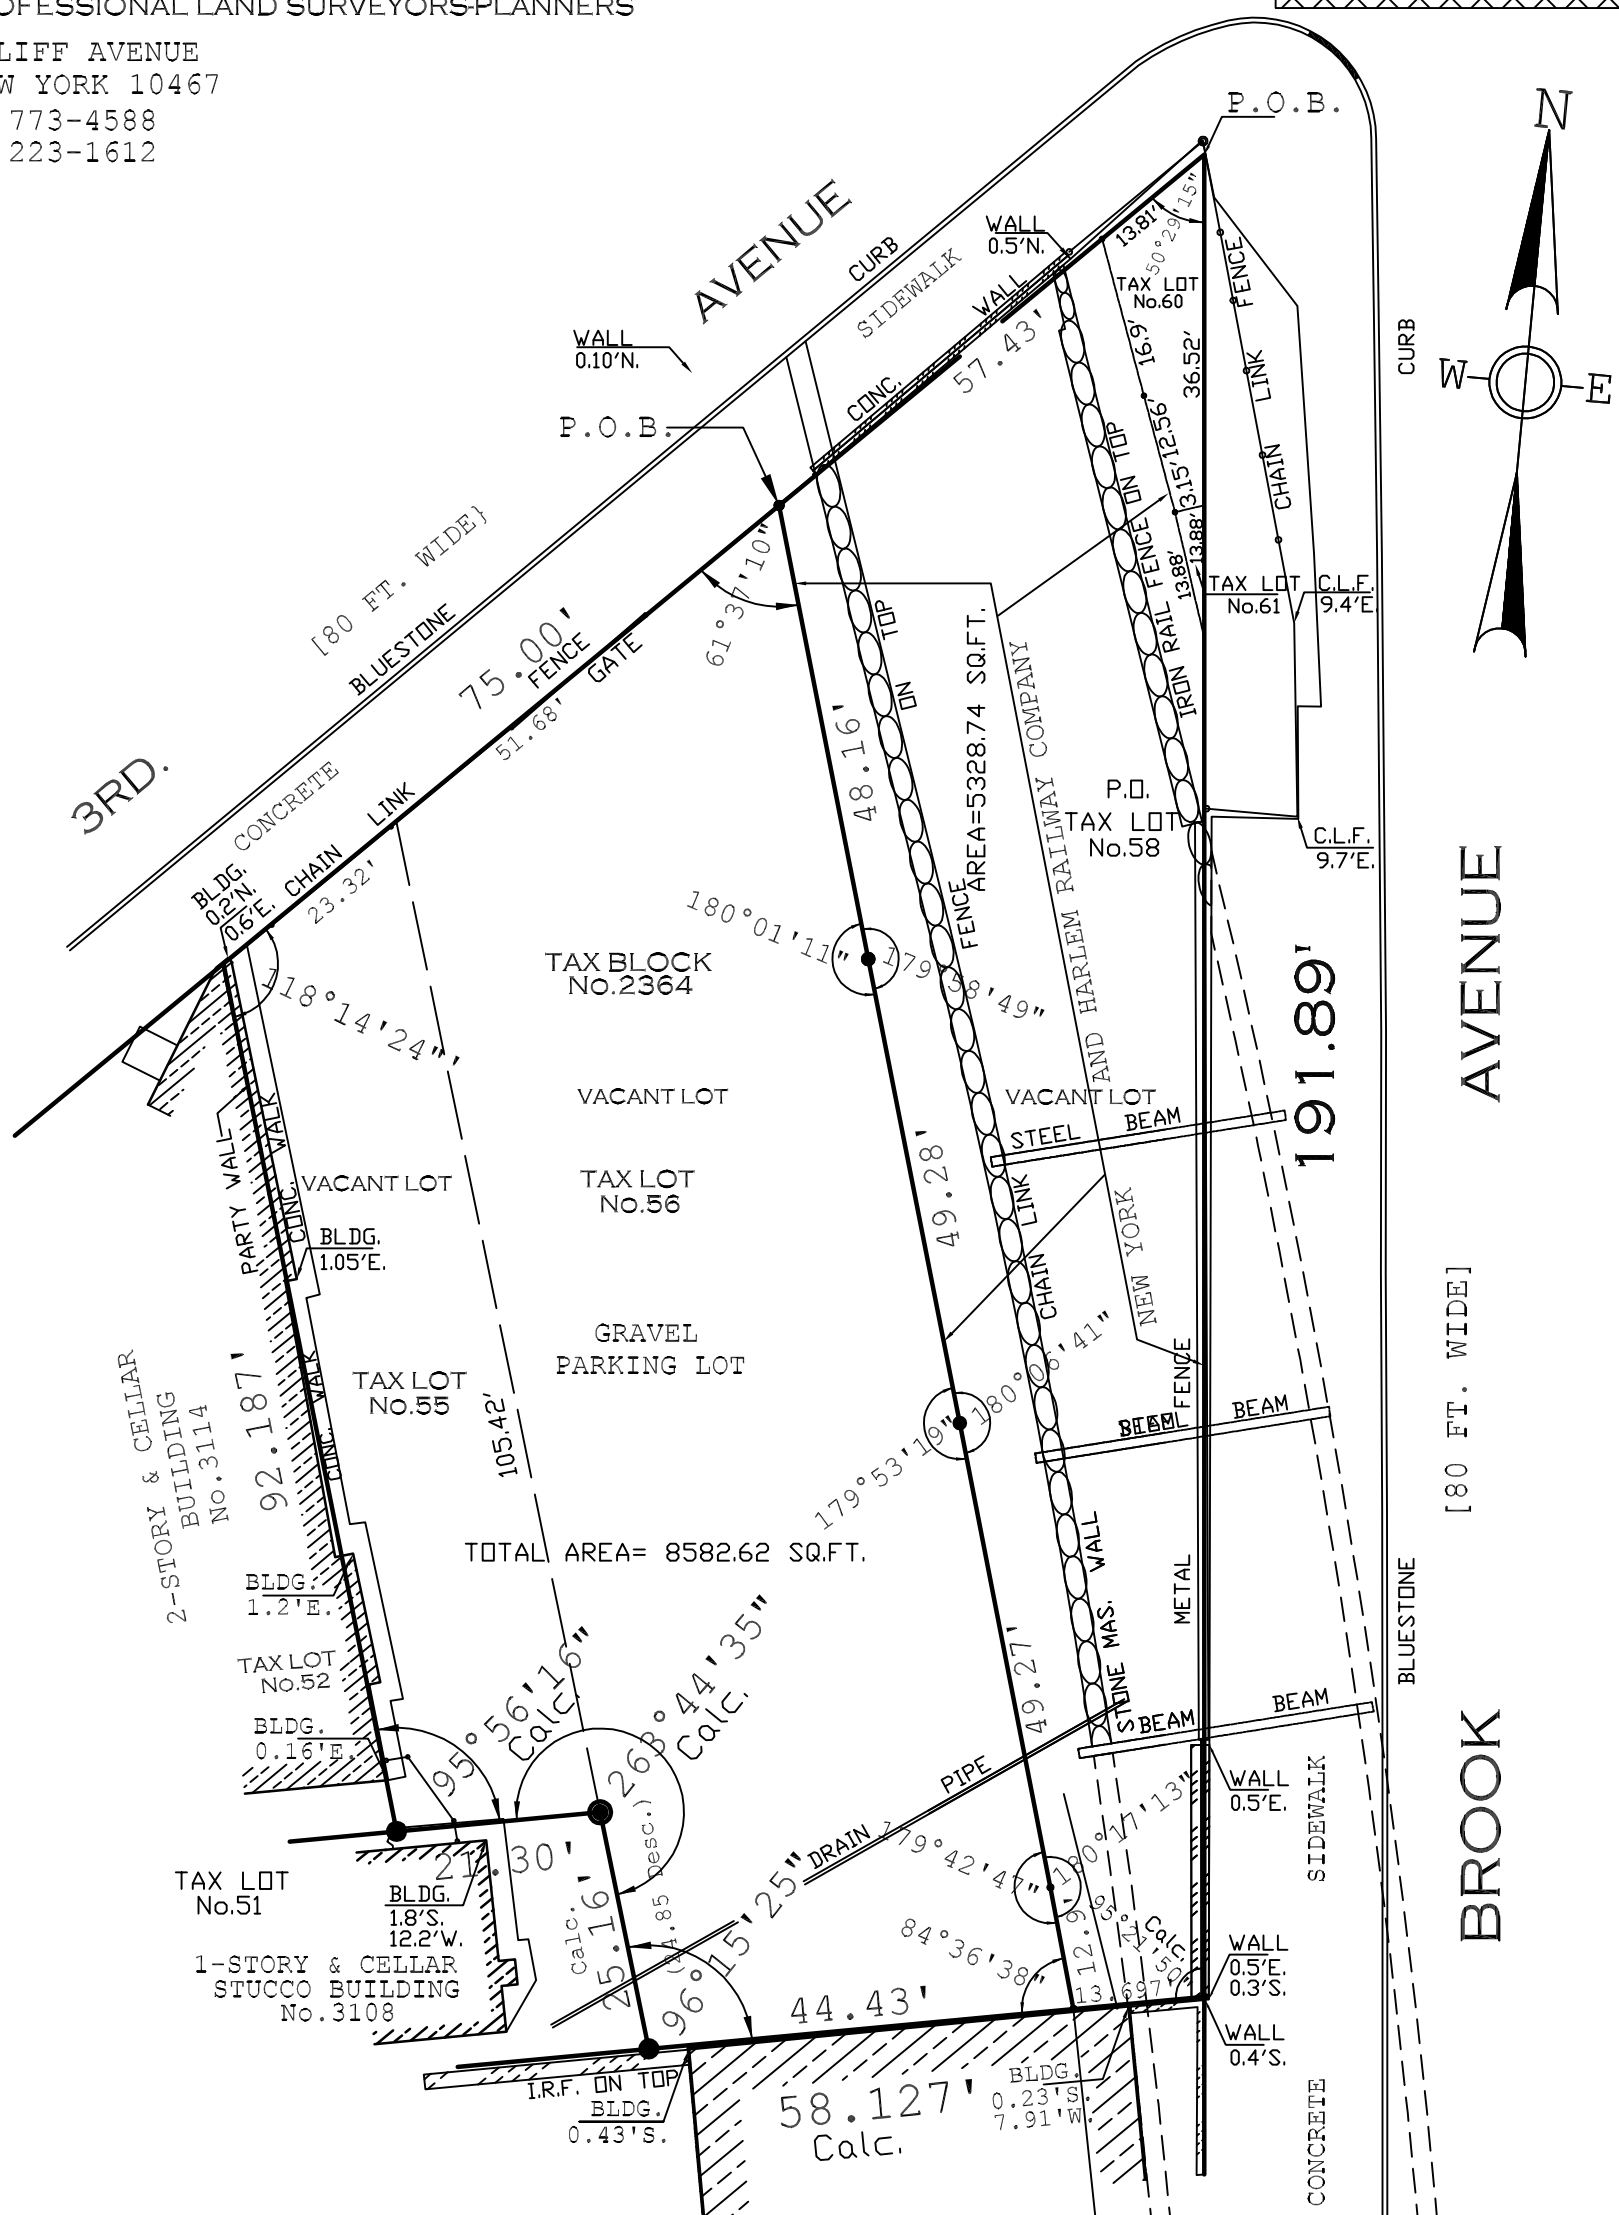 OFESSIONAL LAND SURVEYORS-PLANNERS
LIFF AVENUE
W YORK 10467
773-4588
223-1612
P.O.B.
N
W
E
AVENUE
CURB
SIDEWALK
WALL
0.5'N.
13.81'
50°29'15"
TAX LOT
No.60
FENCE
LINK
CHAIN
CURB
WALL
0.10'N.
P.O.B.
CONC.
WALL
57.43'
16.9'
36.52'
12.56'
3.15'
13.88'
13.88'
TAX LOT
No.61
C.L.F.
9.4'E.
[80 FT. WIDE}
BLUESTONE
75.00'
FENCE
GATE
51.68'
61°37'10"
48.16'
ON TOP
AREA=5328.74 SQ.FT.
IRON RAIL FENCE ON TOP
NEW YORK AND HARLEM RAILWAY COMPANY
P.O.
TAX LOT
No.58
C.L.F.
9.7'E.
3RD.
CONCRETE
CHAIN LINK
23.32'
BLDG.
0.2'N.
0.6'E.
118°14'24"'
180°01'11"
179°58'49"
FENCE
TAX BLOCK
No.2364
191.89'
AVENUE
VACANT LOT
VACANT LOT
STEEL BEAM
PARTY WALL
CONC. WALK
VACANT LOT
TAX LOT
No.56
49.28'
CHAIN LINK
BLDG.
1.05'E.
GRAVEL
PARKING LOT
180°06'41"
179°53'19"
METAL FENCE
BEAM
[80 FT. WIDE]
2-STORY & CELLAR
BUILDING
No.3114
92.187'
CONC. WALK
TAX LOT
No.55
105.42'
TOTAL AREA= 8582.62 SQ.FT.
BLDG.
1.2'E.
TAX LOT
No.52
BLDG.
0.16'E.
95°56'16"
Calc.
263°44'35"
Calc.
49.27'
STONE MAS. WALL
BEAM
BEAM
BLUESTONE
BROOK
PIPE
DRAIN
WALL
0.5'E.
SIDEWALK
179°42'47"
180°17'13"
TAX LOT
No.51
21.30'
BLDG.
1.8'S.
12.2'W.
1-STORY & CELLAR
STUCCO BUILDING
No.3108
Calc.
25.16'
96°15'25"
84°36'38"
12.9'
Calc.
13.697'
44.43'
WALL
0.5'E.
0.3'S.
WALL
0.4'S.
I.R.F. ON TOP
BLDG.
0.43'S.
58.127'
Calc.
BLDG.
0.23'S.
7.91'W.
CONCRETE